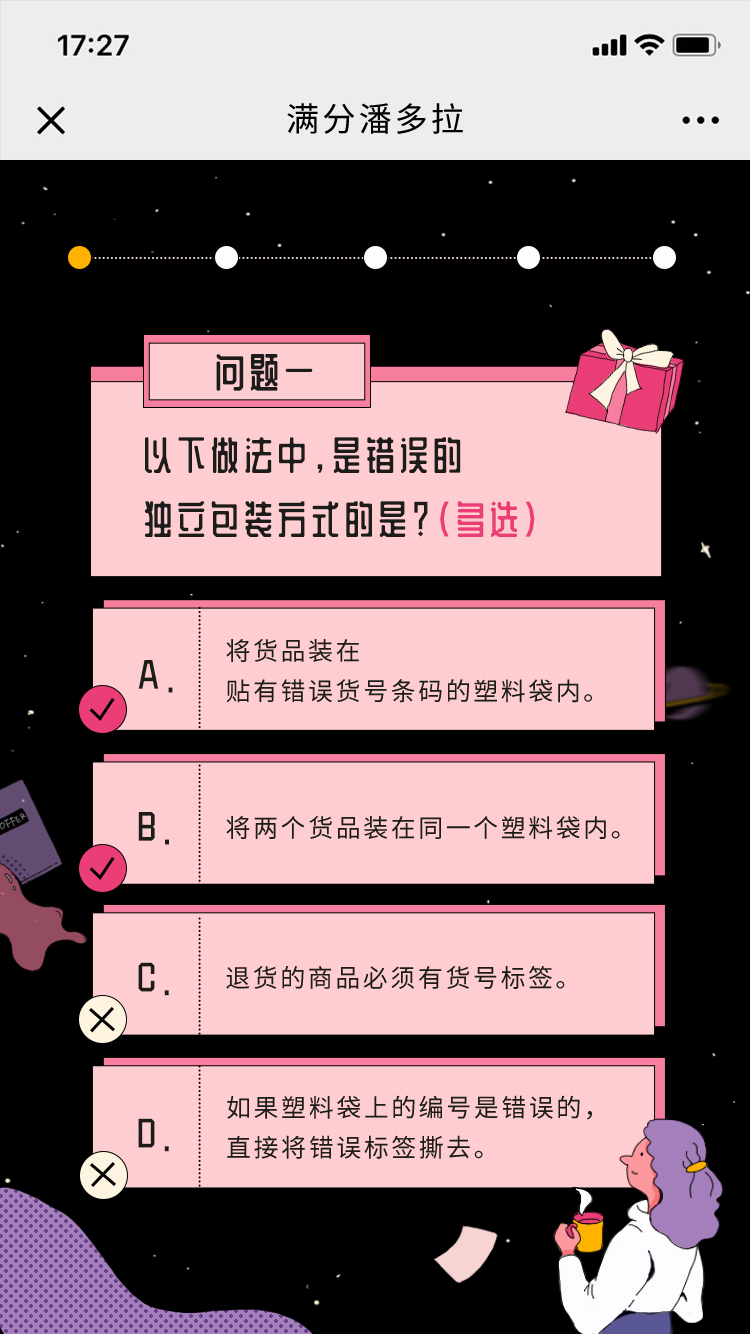 17:27
满分潘多拉
问题一
以下做法中,是错误的
独立包装方式的是?(多选)
A.
将货品装在
贴有错误货号条码的塑料袋内。
B.
将两个货品装在同一个塑料袋内。
OFFER
C.
退货的商品必须有货号标签。
D.
如果塑料袋上的编号是错误的，
直接将错误标签撕去。